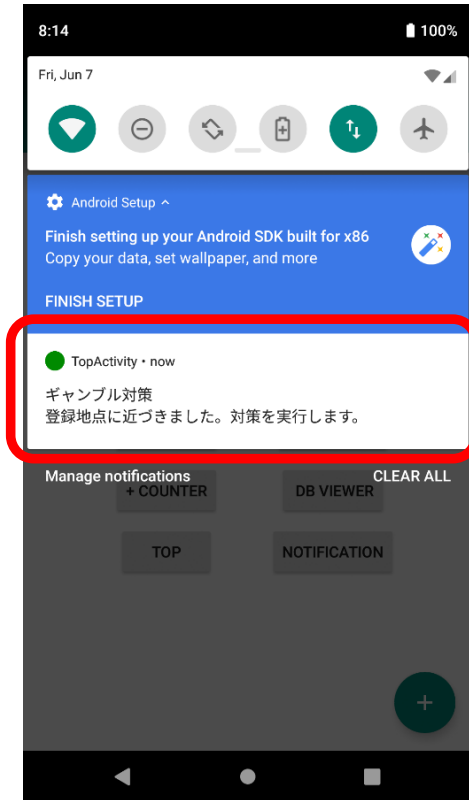 8:14
100%
Fri, Jun 7
Android Setup
Finish setting up your Android SDK built for x86
Copy your data, set wallpaper, and more
FINISH SETUP
TopActivity • now
ギャンブル対策
登録地点に近づきました。対策を実行します。
Manage notifications
CLEAR ALL
+ COUNTER
DB VIEWER
TOP
NOTIFICATION